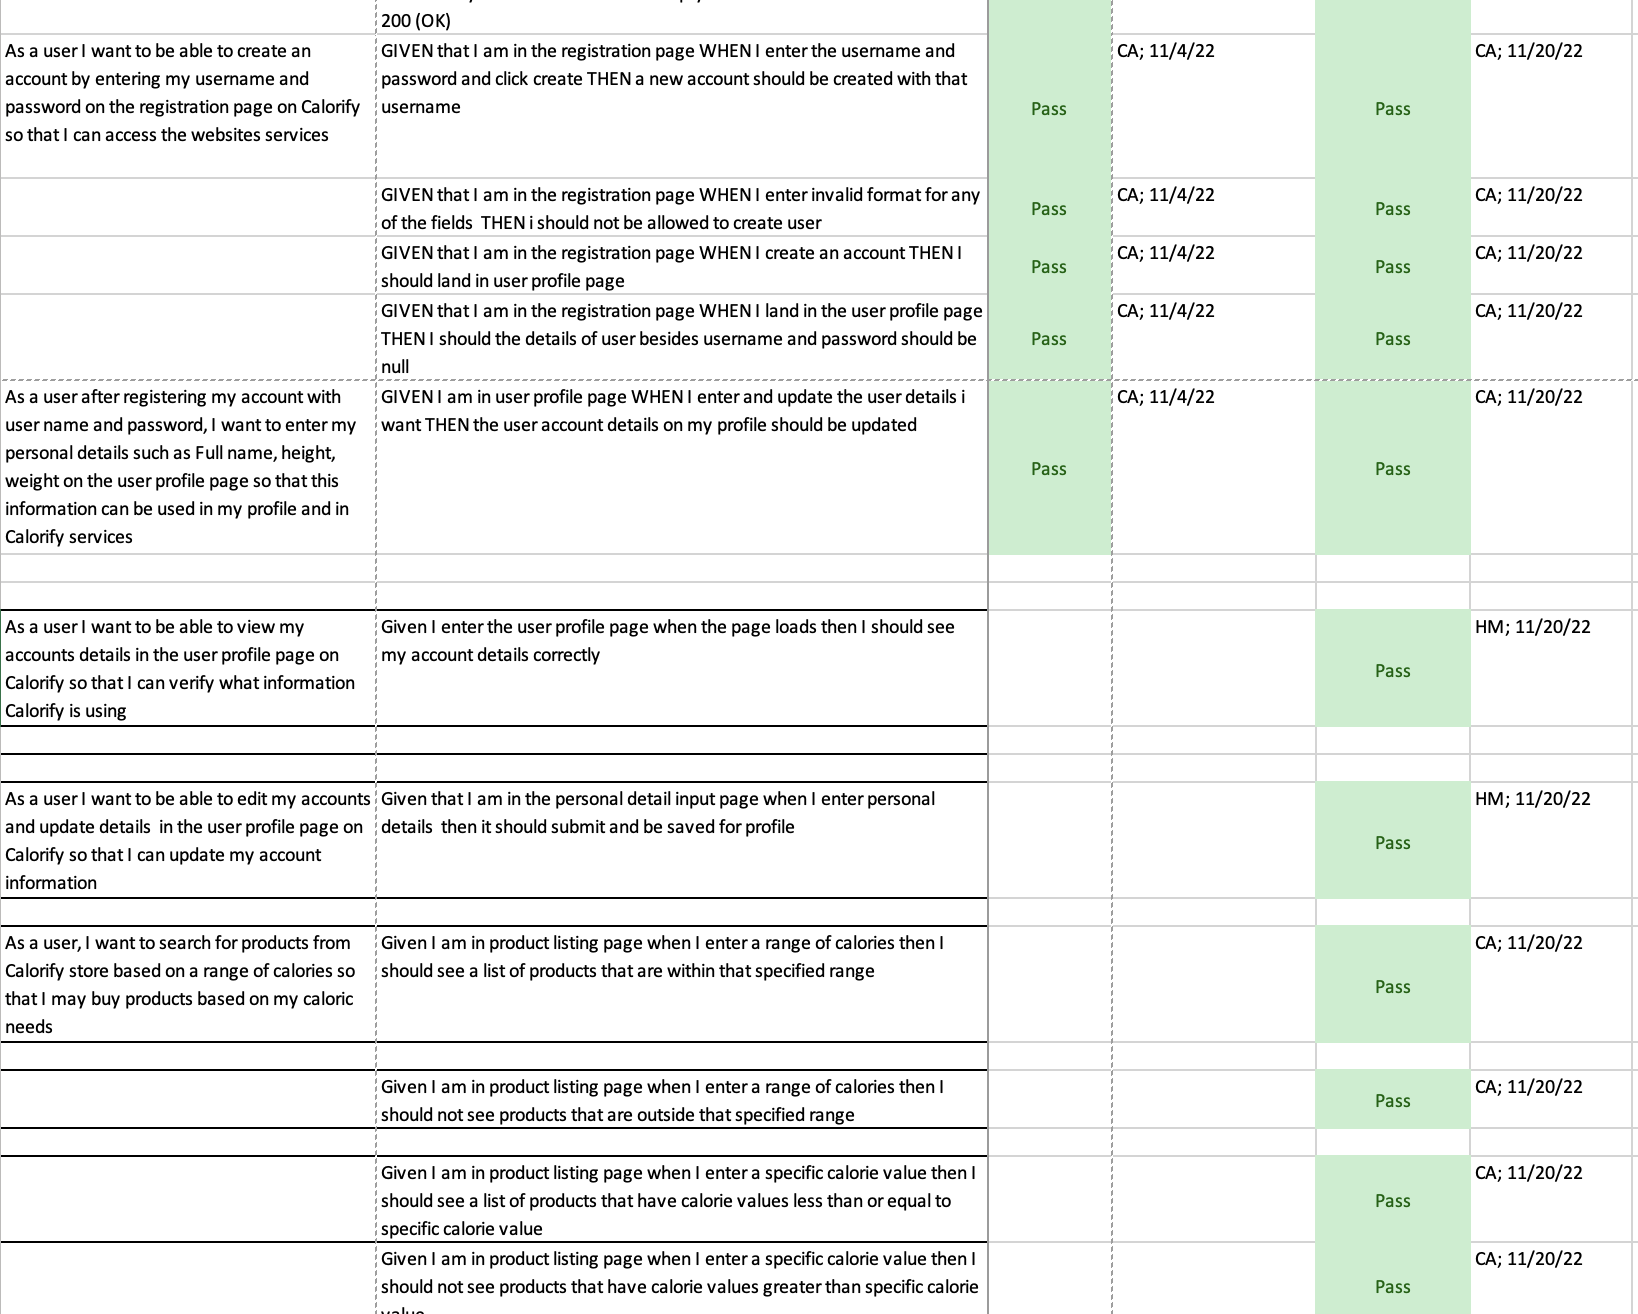 200 (OK)
As a user I want to be able to create an
account by entering my username and
password on the registration page on Calorify
so that I can access the websites services
GIVEN that I am in the registration page WHEN I enter the username and
password and click create THEN a new account should be created with that
username
Pass
CA; 11/4/22
Pass
CA; 11/20/22
GIVEN that I am in the registration page WHEN I enter invalid format for any
of the fields  THEN i should not be allowed to create user
Pass
CA; 11/4/22
Pass
CA; 11/20/22
GIVEN that I am in the registration page WHEN I create an account THEN I
should land in user profile page
Pass
CA; 11/4/22
Pass
CA; 11/20/22
GIVEN that I am in the registration page WHEN I land in the user profile page
THEN I should the details of user besides username and password should be
null
Pass
CA; 11/4/22
Pass
CA; 11/20/22
As a user after registering my account with
user name and password, I want to enter my
personal details such as Full name, height,
weight on the user profile page so that this
information can be used in my profile and in
Calorify services
GIVEN I am in user profile page WHEN I enter and update the user details i
want THEN the user account details on my profile should be updated
Pass
CA; 11/4/22
Pass
CA; 11/20/22
As a user I want to be able to view my
accounts details in the user profile page on
Calorify so that I can verify what information
Calorify is using
Given I enter the user profile page when the page loads then I should see
my account details correctly
Pass
HM; 11/20/22
As a user I want to be able to edit my accounts
and update details  in the user profile page on
Calorify so that I can update my account
information
Given that I am in the personal detail input page when I enter personal
details  then it should submit and be saved for profile
Pass
HM; 11/20/22
As a user, I want to search for products from
Calorify store based on a range of calories so
that I may buy products based on my caloric
needs
Given I am in product listing page when I enter a range of calories then I
should see a list of products that are within that specified range
Pass
CA; 11/20/22
Given I am in product listing page when I enter a range of calories then I
should not see products that are outside that specified range
Pass
CA; 11/20/22
Given I am in product listing page when I enter a specific calorie value then I
should see a list of products that have calorie values less than or equal to
specific calorie value
Pass
CA; 11/20/22
Given I am in product listing page when I enter a specific calorie value then I
should not see products that have calorie values greater than specific calorie
value
Pass
CA; 11/20/22